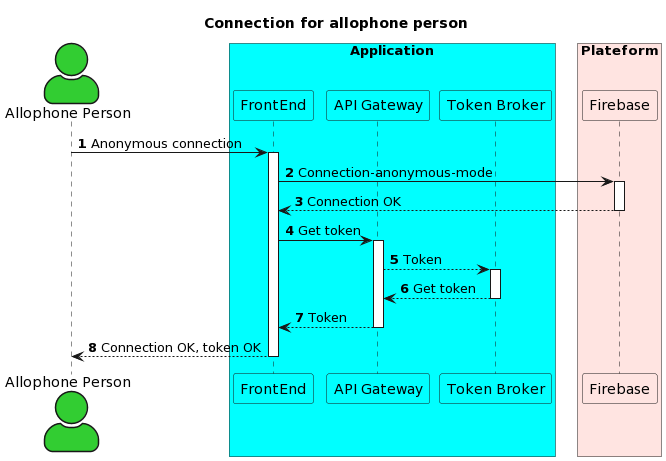 Connection for allophone person
Application
Plateform
Allophone Person
FrontEnd
API Gateway
Token Broker
Firebase
1 Anonymous connection
2 Connection-anonymous-mode
3 Connection OK
4 Get token
5 Token
6 Get token
7 Token
8 Connection OK, token OK
Allophone Person
FrontEnd
API Gateway
Token Broker
Firebase